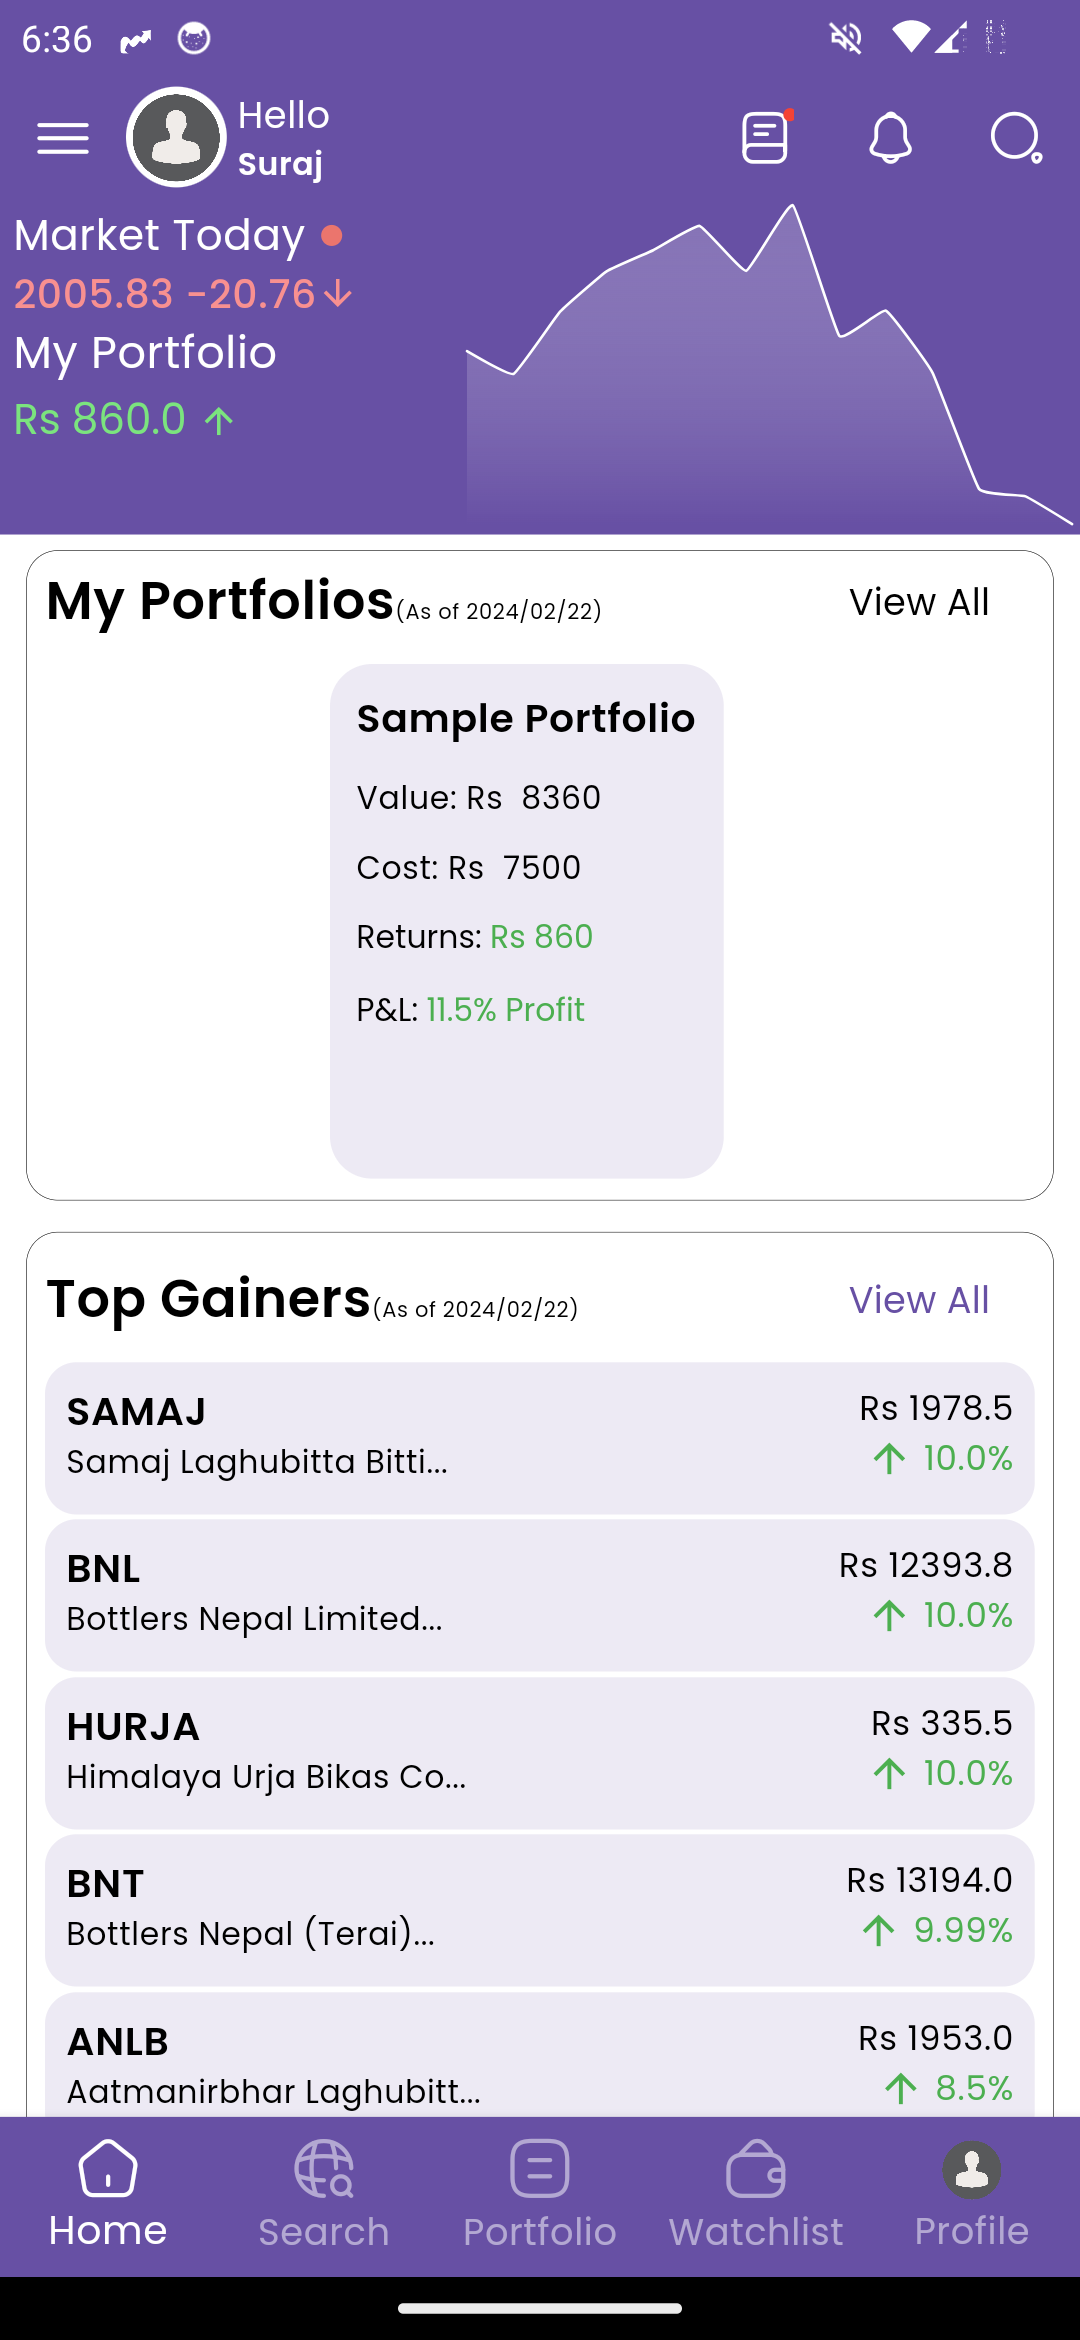 6:36
Hello
Suraj
Market Today
2005.83 -20.76↓
My Portfolio
Rs 860.0 ↑
My Portfolios(As of 2024/02/22) View All
Sample Portfolio
Value: Rs 8360
Cost: Rs 7500
Returns: Rs 860
P&L: 11.5% Profit
Top Gainers(As of 2024/02/22) View All
SAMAJ Rs 1978.5
Samaj Laghubitta Bitti... ↑ 10.0%
BNL Rs 12393.8
Bottlers Nepal Limited... ↑ 10.0%
HURJA Rs 335.5
Himalaya Urja Bikas Co... ↑ 10.0%
BNT Rs 13194.0
Bottlers Nepal (Terai)... ↑ 9.99%
ANLB Rs 1953.0
Aatmanirbhar Laghubitt... ↑ 8.5%
Home Search Portfolio Watchlist Profile